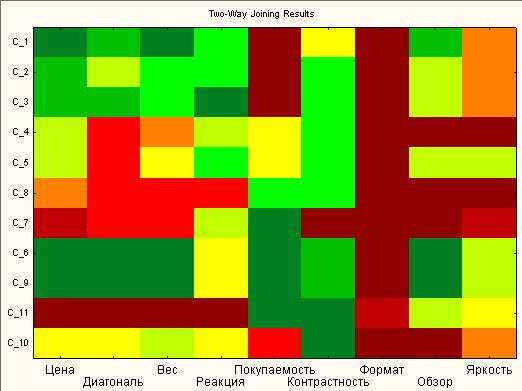 Two-Way Joining Results
C_1
C_2
C_3
C_4
C_5
C_8
C_7
C_6
C_9
C_11
C_10
Цена Вес Покупаемость Формат Яркость
Диагональ Реакция Контрастность Обзор